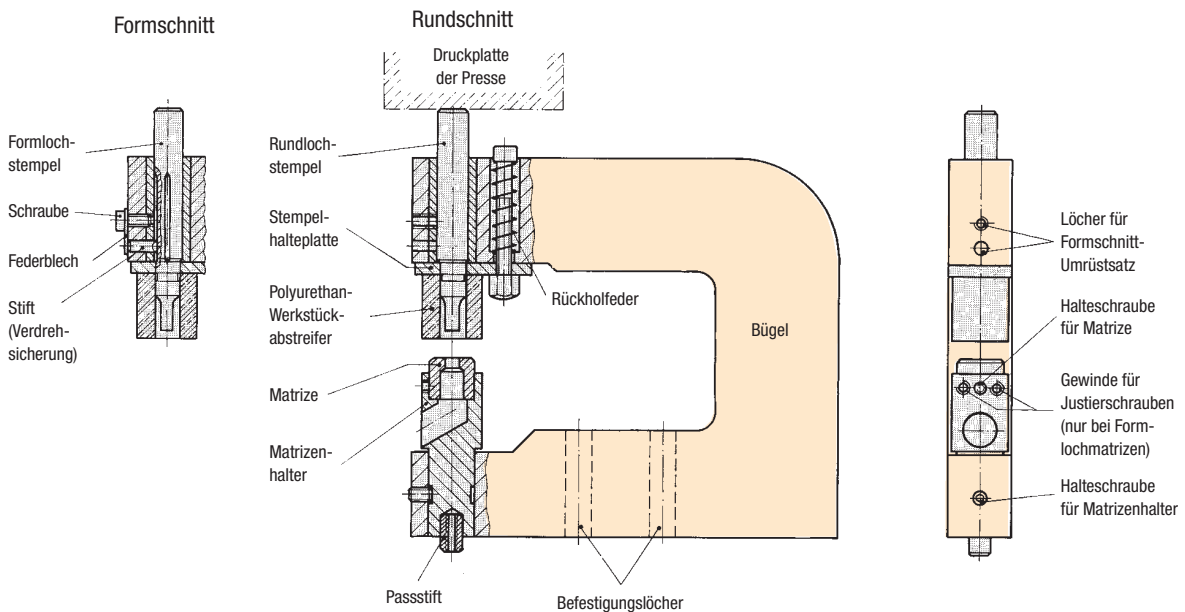 Formschnitt
Formloch-
stempel
Schraube
Federblech
Stift
(Verdreh-
sicherung)
Rundschnitt
Druckplatte
der Presse
Rundloch-
stempel
Stempel-
halteplatte
Polyurethan-
Werkstück-
abstreifer
Matrize
Matrizen-
halter
Passstift
Rückholfeder
Bügel
Befestigungslöcher
Löcher für
Formschnitt-
Umrüstsatz
Halteschraube
für Matrize
Gewinde für
Justierschrauben
(nur bei Form-
lochmatrizen)
Halteschraube
für Matrizenhalter